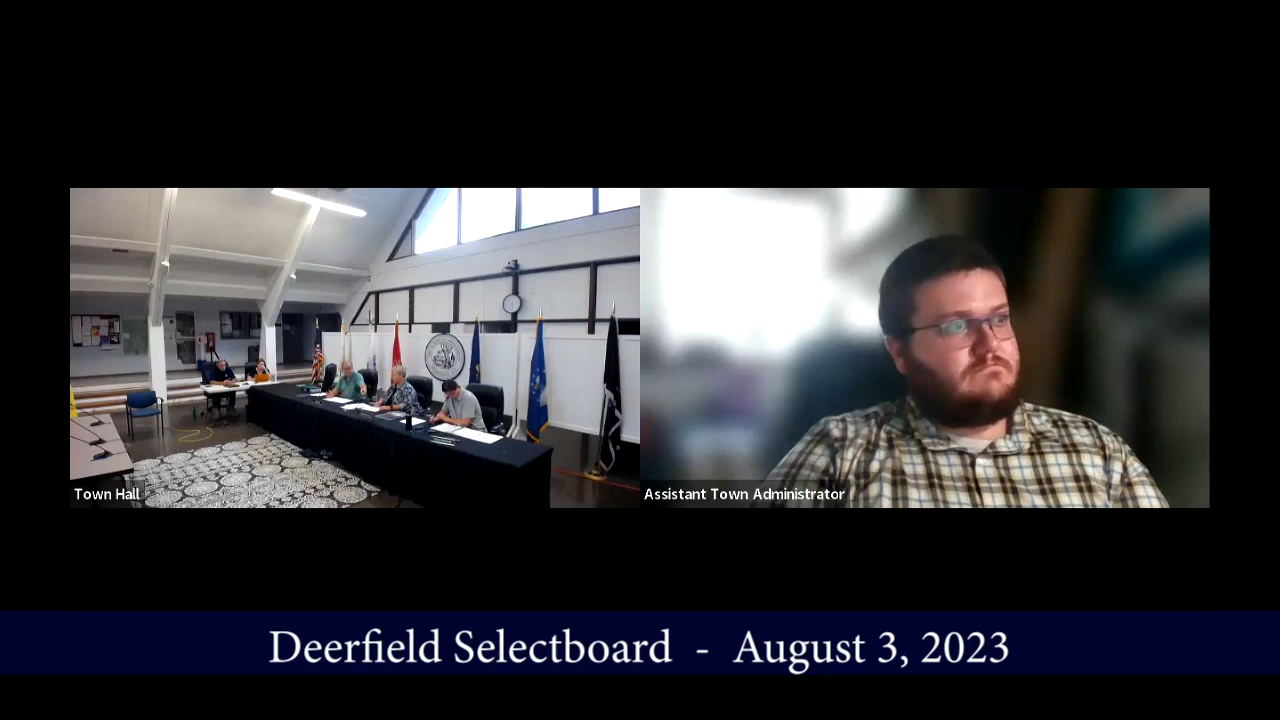 Town Hall
Assistant Town Administrator
Deerfield Selectboard - August 3, 2023